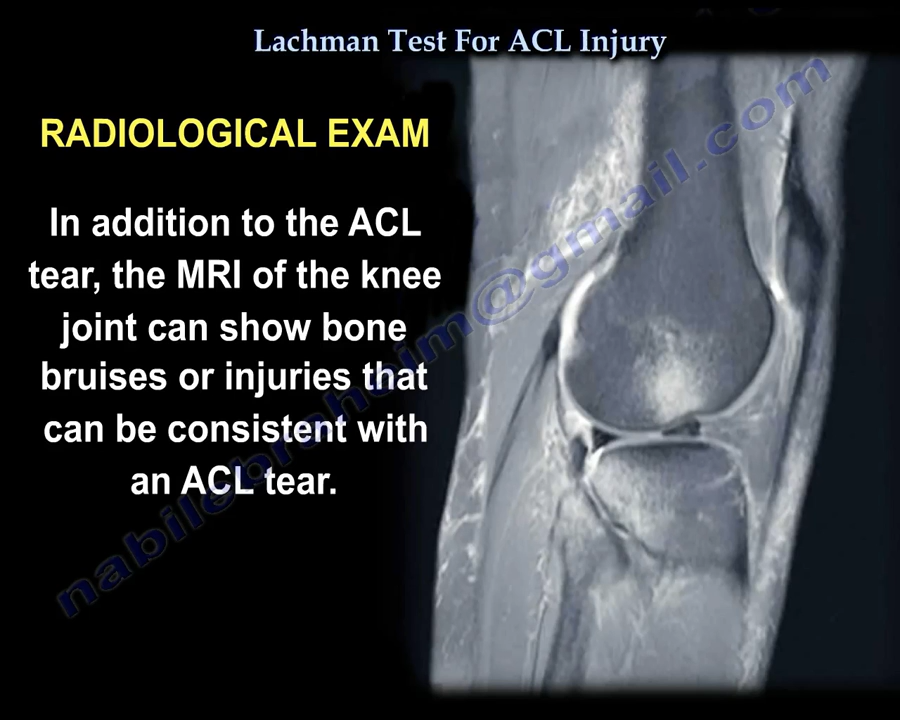 Lachman Test For ACL Injury
RADIOLOGICAL EXAM
In addition to the ACL
tear, the MRI of the knee
joint can show bone
bruises or injuries that
can be consistent with
an ACL tear.
nabilebraheim@gmail.com